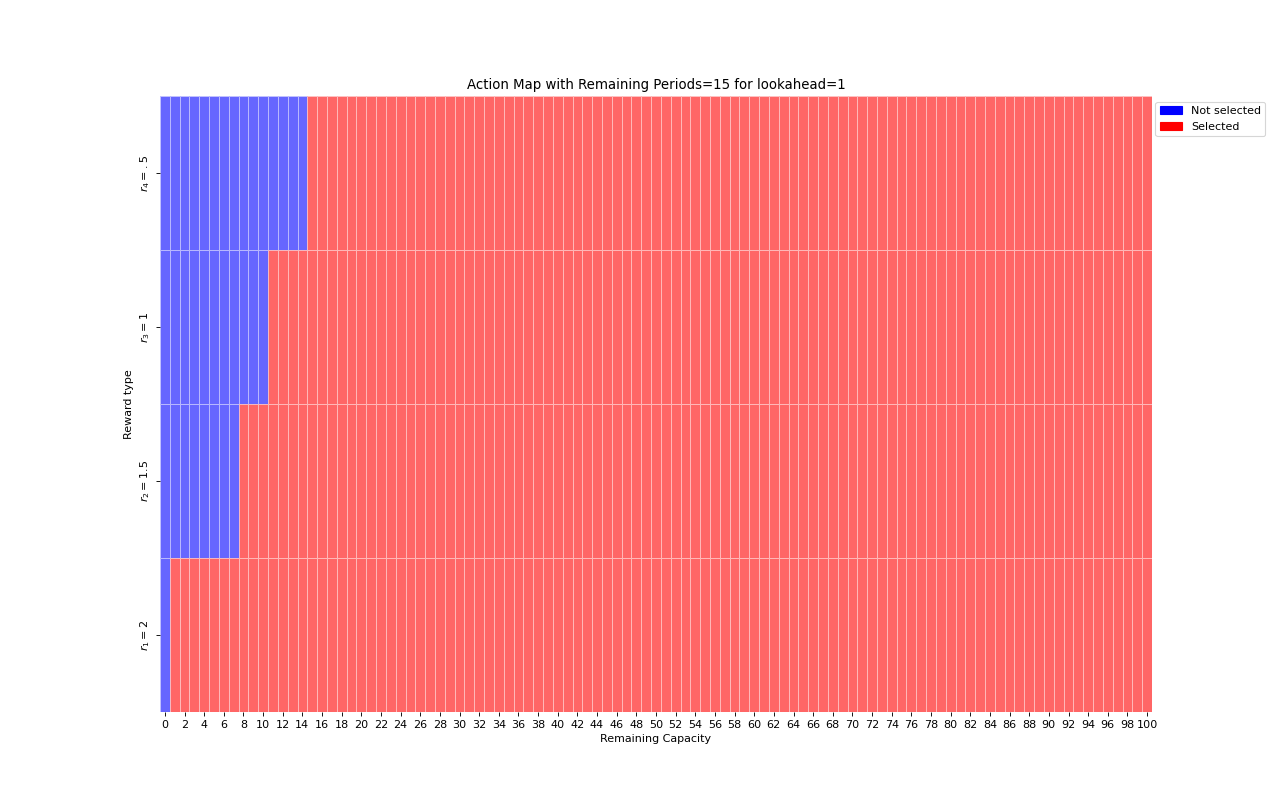 Action Map with Remaining Periods=15 for lookahead=1
Not selected
Selected
r₄ = .5
r₃ = 1
Reward type
r₂ = 1.5
r₁ = 2
0 2 4 6 8 10 12 14 16 18 20 22 24 26 28 30 32 34 36 38 40 42 44 46 48 50 52 54 56 58 60 62 64 66 68 70 72 74 76 78 80 82 84 86 88 90 92 94 96 98 100
Remaining Capacity